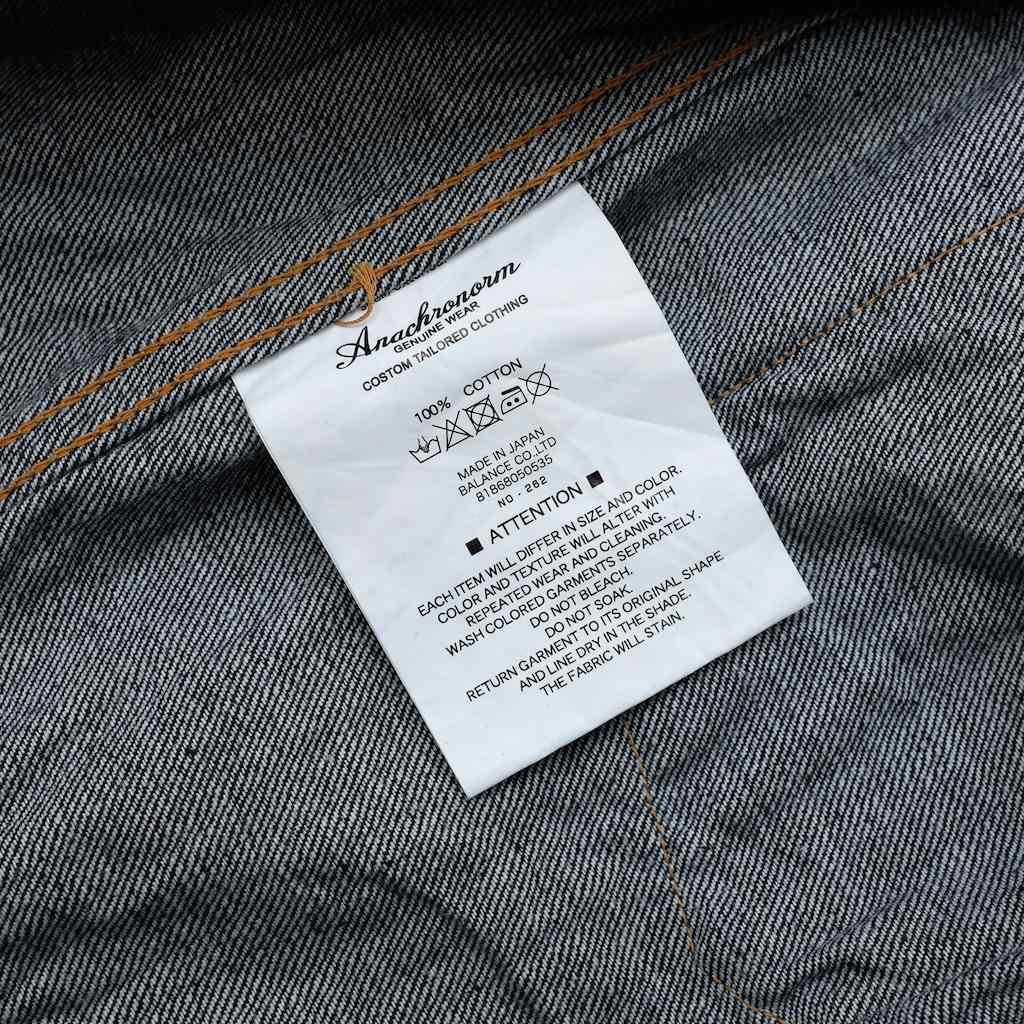 Anachronorm
GENUINE WEAR
COSTOM TAILORED CLOTHING
100% COTTON
MADE IN JAPAN
BALANCE CO.,LTD
81868050535
NO - 282
■ ATTENTION ■
EACH ITEM WILL DIFFER IN SIZE AND COLOR.
COLOR AND TEXTURE WILL ALTER WITH
REPEATED WEAR AND CLEANING.
WASH COLORED GARMENTS SEPARATELY.
DO NOT BLEACH.
DO NOT SOAK.
RETURN GARMENT TO ITS ORIGINAL SHAPE
AND LINE DRY IN THE SHADE.
THE FABRIC WILL STAIN.